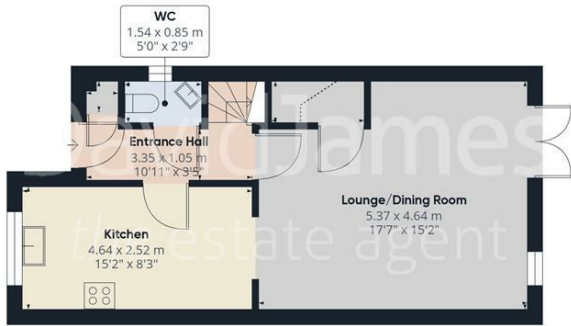 WC
1.54 x 0.85 m
5'0" x 2'9"
DavidJames
the estate agent
Entrance Hall
3.35 x 1.05 m
10'11" x 3'5"
Lounge/Dining Room
5.37 x 4.64 m
17'7" x 15'2"
Kitchen
4.64 x 2.52 m
15'2" x 8'3"